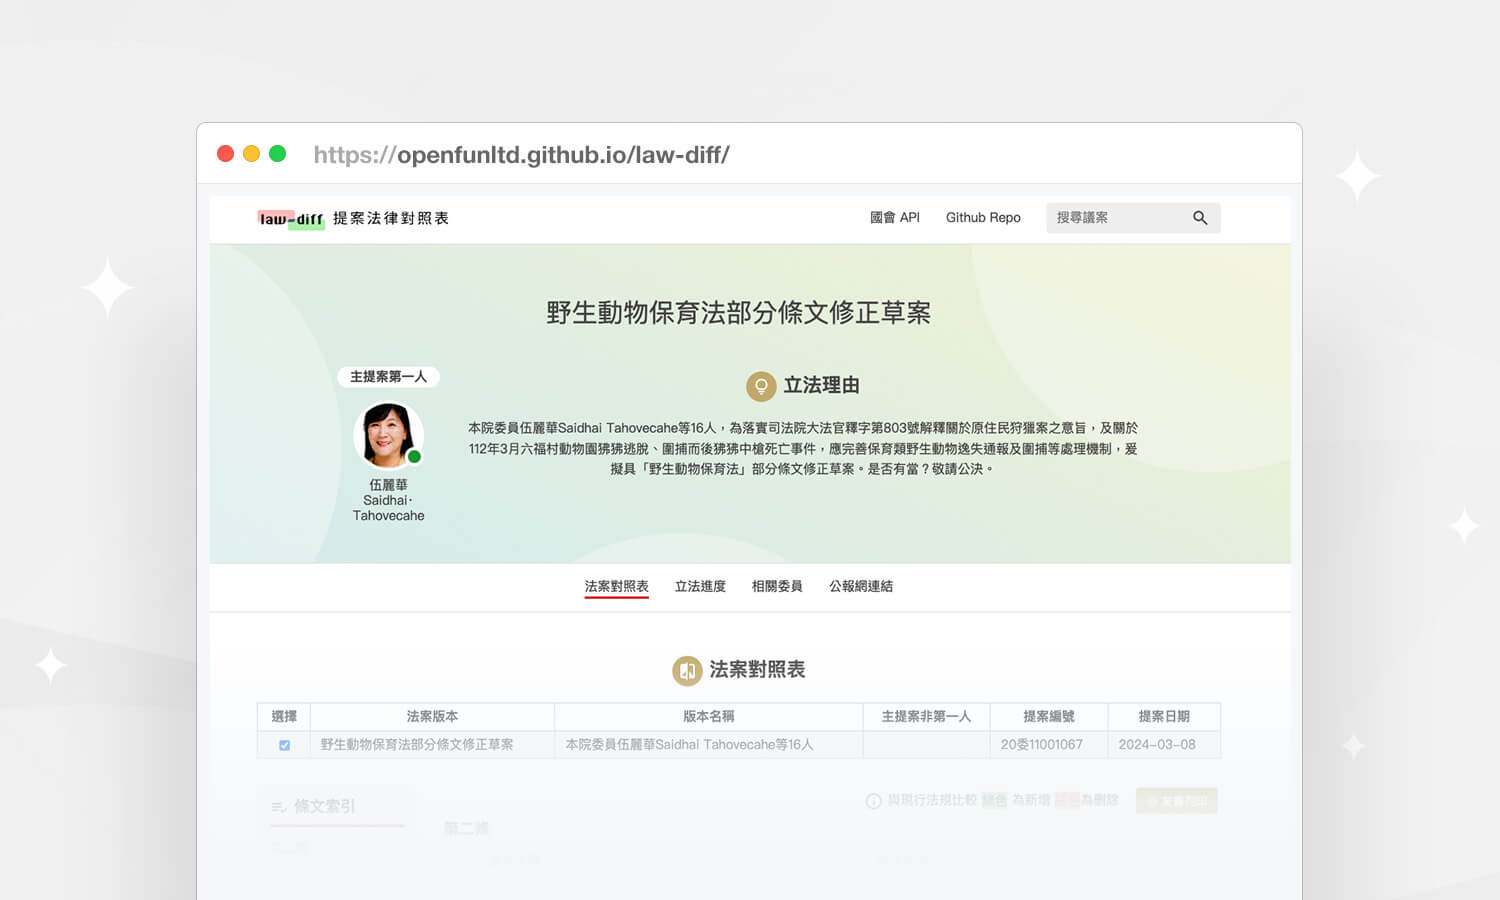 https://openfunltd.github.io/law-diff/
law-diff 提案法律對照表
國會 API
Github Repo
搜尋議案
野生動物保育法部分條文修正草案
主提案第一人
伍麗華
Saidhai·
Tahovecahe
立法理由
本院委員伍麗華Saidhai Tahovecahe等16人，為落實司法院大法官釋字第803號解釋關於原住民狩獵案之意旨，及關於
112年3月六福村動物園狒狒逃脫、圍捕而後狒狒中槍死亡事件，應完善保育類野生動物逸失通報及圍捕等處理機制，爰
擬具「野生動物保育法」部分條文修正草案。是否有當？敬請公決。
法案對照表
立法進度
相關委員
公報網連結
法案對照表
選擇
法案版本
版本名稱
主提案非第一人
提案編號
提案日期
野生動物保育法部分條文修正草案
本院委員伍麗華Saidhai Tahovecahe等16人
20委11001067
2024-03-08
條文索引
與現行法規比較 綠色 為新增 紅色為刪除
第二條